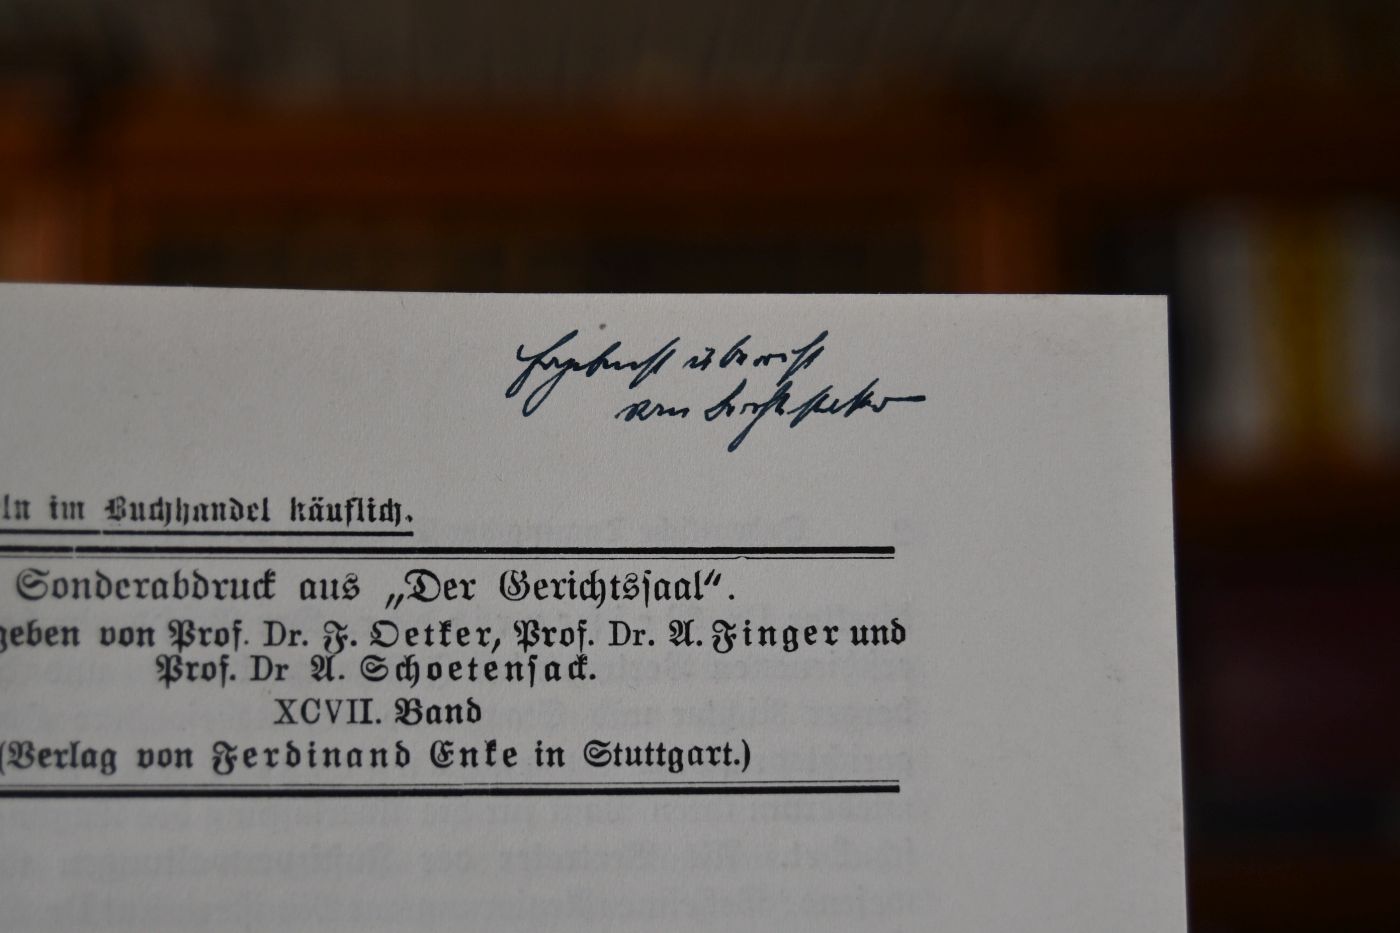 Ergebenst überreicht
vom Verfasser
ln im Buchhandel käuflich.
Sonderabdruck aus „Der Gerichtssaal“.
geben von Prof. Dr. F. Oetker, Prof. Dr. A. Finger und
Prof. Dr A. Schoetensack.
XCVII. Band
(Verlag von Ferdinand Enke in Stuttgart.)